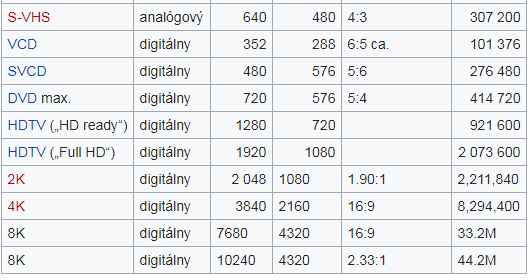 S-VHS analógový 640 480 4:3 307 200
VCD digitálny 352 288 6:5 ca. 101 376
SVCD digitálny 480 576 5:6 276 480
DVD max. digitálny 720 576 5:4 414 720
HDTV („HD ready“) digitálny 1280 720 921 600
HDTV („Full HD“) digitálny 1920 1080 2 073 600
2K digitálny 2 048 1080 1.90:1 2,211,840
4K digitálny 3840 2160 16:9 8,294,400
8K digitálny 7680 4320 16:9 33.2M
8K digitálny 10240 4320 2.33:1 44.2M